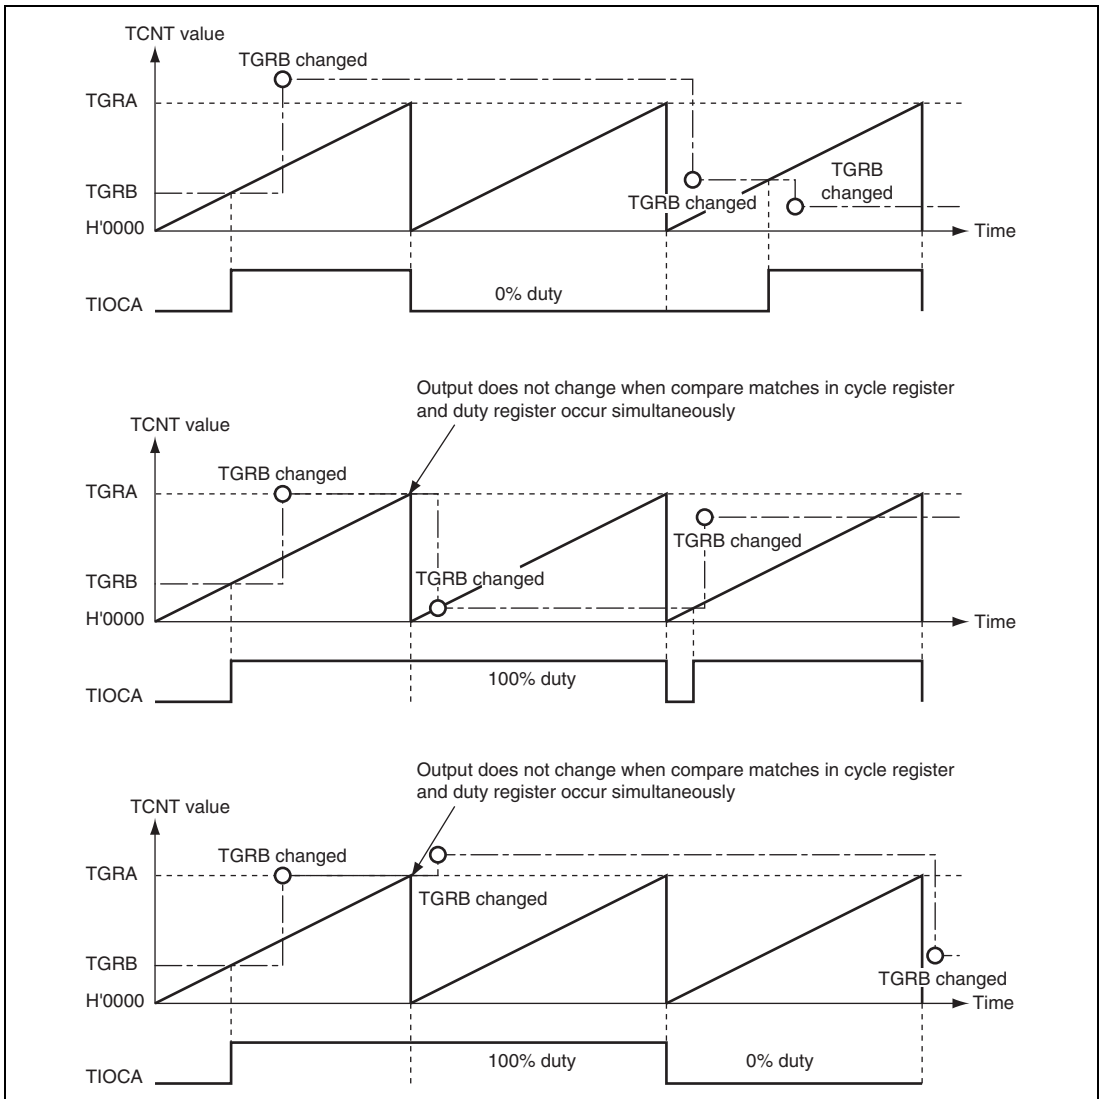 TCNT value
TGRB changed
TGRA
TGRB
changed
TGRB
TGRB changed
H'0000
Time
0% duty
TIOCA
Output does not change when compare matches in cycle register
and duty register occur simultaneously
TCNT value
TGRB changed
TGRA
TGRB changed
TGRB
TGRB changed
H'0000
Time
100% duty
TIOCA
Output does not change when compare matches in cycle register
and duty register occur simultaneously
TCNT value
TGRB changed
TGRA
TGRB changed
TGRB
TGRB changed
H'0000
Time
100% duty
0% duty
TIOCA